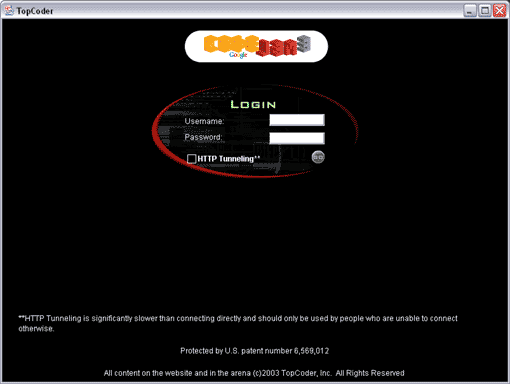 TopCoder
Google
LOGIN
Username:
Password:
HTTP Tunneling**
**HTTP Tunneling is significantly slower than connecting directly and should only be used by people who are unable to connect
otherwise.
Protected by U.S. patent number 6,569,012
All content on the website and in the arena (c)2003 TopCoder, Inc.  All Rights Reserved